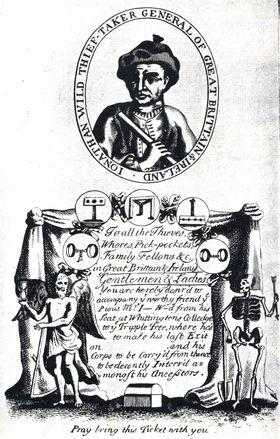 IONATHAN WILD THIEF-TAKER GENERAL OF GREAT BRITTAIN & IRELAND
To all the Thieves,
Whores, Pick-pockets,
Family Fellons &c.
in Great Brittain & Ireland,
Gentlemen & Ladies
You are hereby desir'd to
accompany yͤ worthy friend yͤ
Pious Mͬ I— W—d from his
Seat at Whittingtons Colledge
to yͤ Tripple Tree, where he's
to make his last Exit
on and his
Corps to be Carry'd from thence
to be decently Interr'd a=
mongst his Ancestors.
Pray bring this Ticket with you